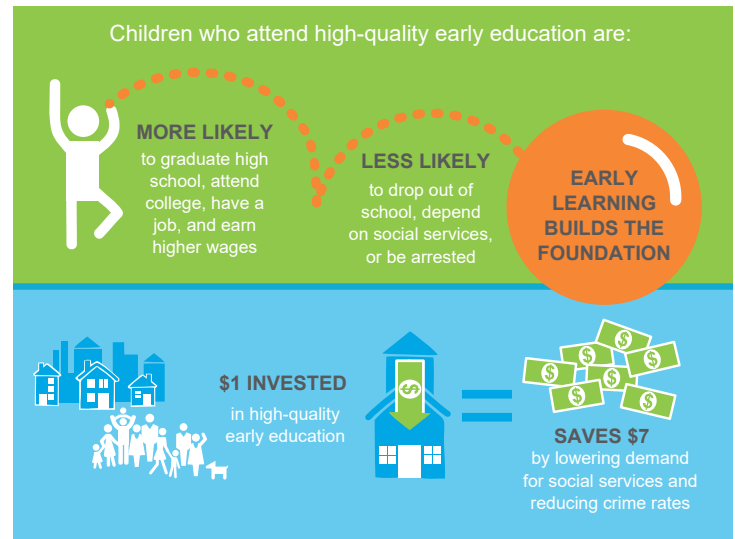 Children who attend high-quality early education are:
MORE LIKELY
to graduate high
school, attend
college, have a
job, and earn
higher wages
LESS LIKELY
to drop out of
school, depend
on social services,
or be arrested
EARLY
LEARNING
BUILDS THE
FOUNDATION
$1 INVESTED
in high-quality
early education
$
$
$
$
$
$
$
SAVES $7
by lowering demand
for social services and
reducing crime rates